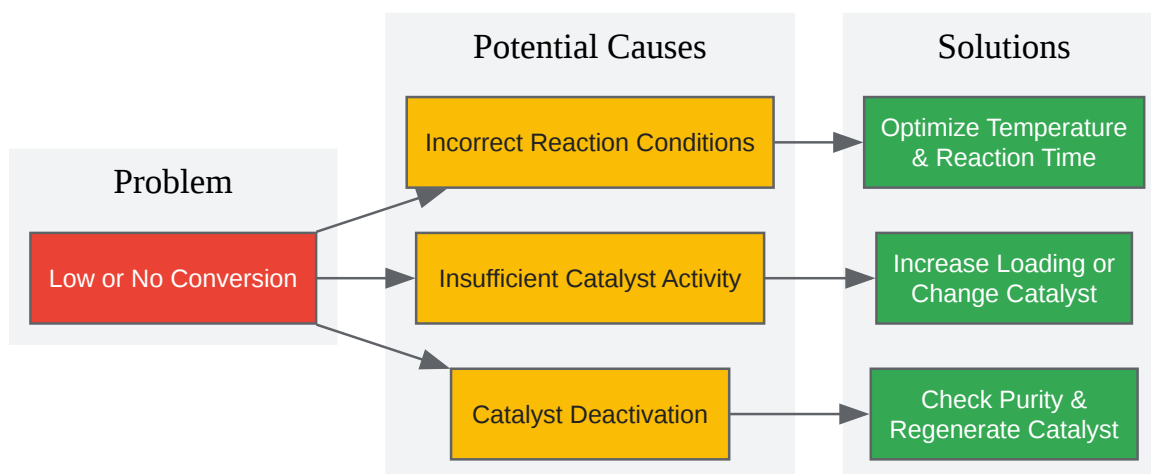 Problem
Low or No Conversion
Potential Causes
Incorrect Reaction Conditions
Insufficient Catalyst Activity
Catalyst Deactivation
Solutions
Optimize Temperature
& Reaction Time
Increase Loading or
Change Catalyst
Check Purity &
Regenerate Catalyst